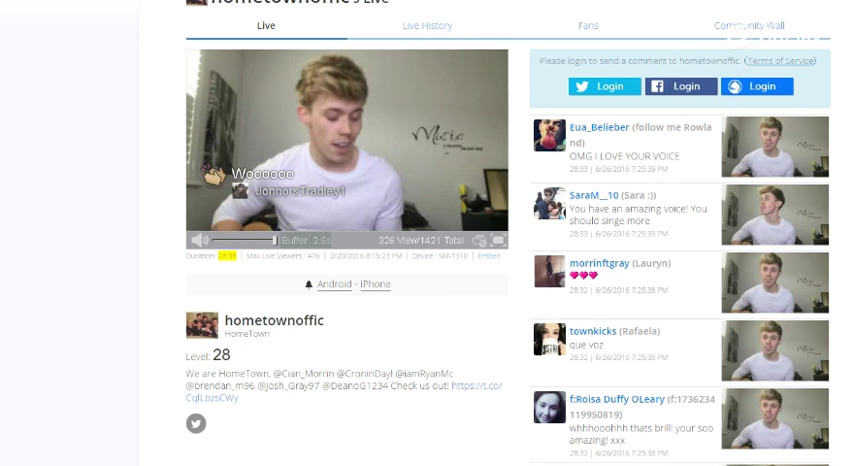 hometownoffic's Live
Live
Live History
Fans
Community Wall
Music
Woooooo
JonnorsTradley1
Buffer 2.6s
326 View/1421 Total
Duration: 28:38 | Max Live Viewers : 476 | 2/20/2016 8:15:23 PM | Device : SM-T310 | Embed
Android - iPhone
hometownoffic
HomeTown
Level: 28
We are HomeTown, @Cian_Morrin @CroninDayl @iamRyanMc
@brendan_m96 @Josh_Gray97 @DeanoG1234 Check us out! https://t.co/
CqlLbzsCWy
Please login to send a comment to hometownoffic. (Terms of Service)
Login
Login
Login
Eua_Belieber (follow me Rowla
nd)
OMG I LOVE YOUR VOICE
28:33 | 6/26/2016 7:25:39 PM
SaraM__10 (Sara :))
You have an amazing voice! You
should singe more
28:33 | 6/26/2016 7:25:39 PM
morrinftgray (Lauryn)
28:32 | 6/26/2016 7:25:38 PM
townkicks (Rafaela)
que voz
28:32 | 6/26/2016 7:25:38 PM
f:Roisa Duffy OLeary (f:1736234
119950819)
whhhoooohh thats brill! your soo
amazing! xxx
28:32 | 6/26/2016 7:25:38 PM